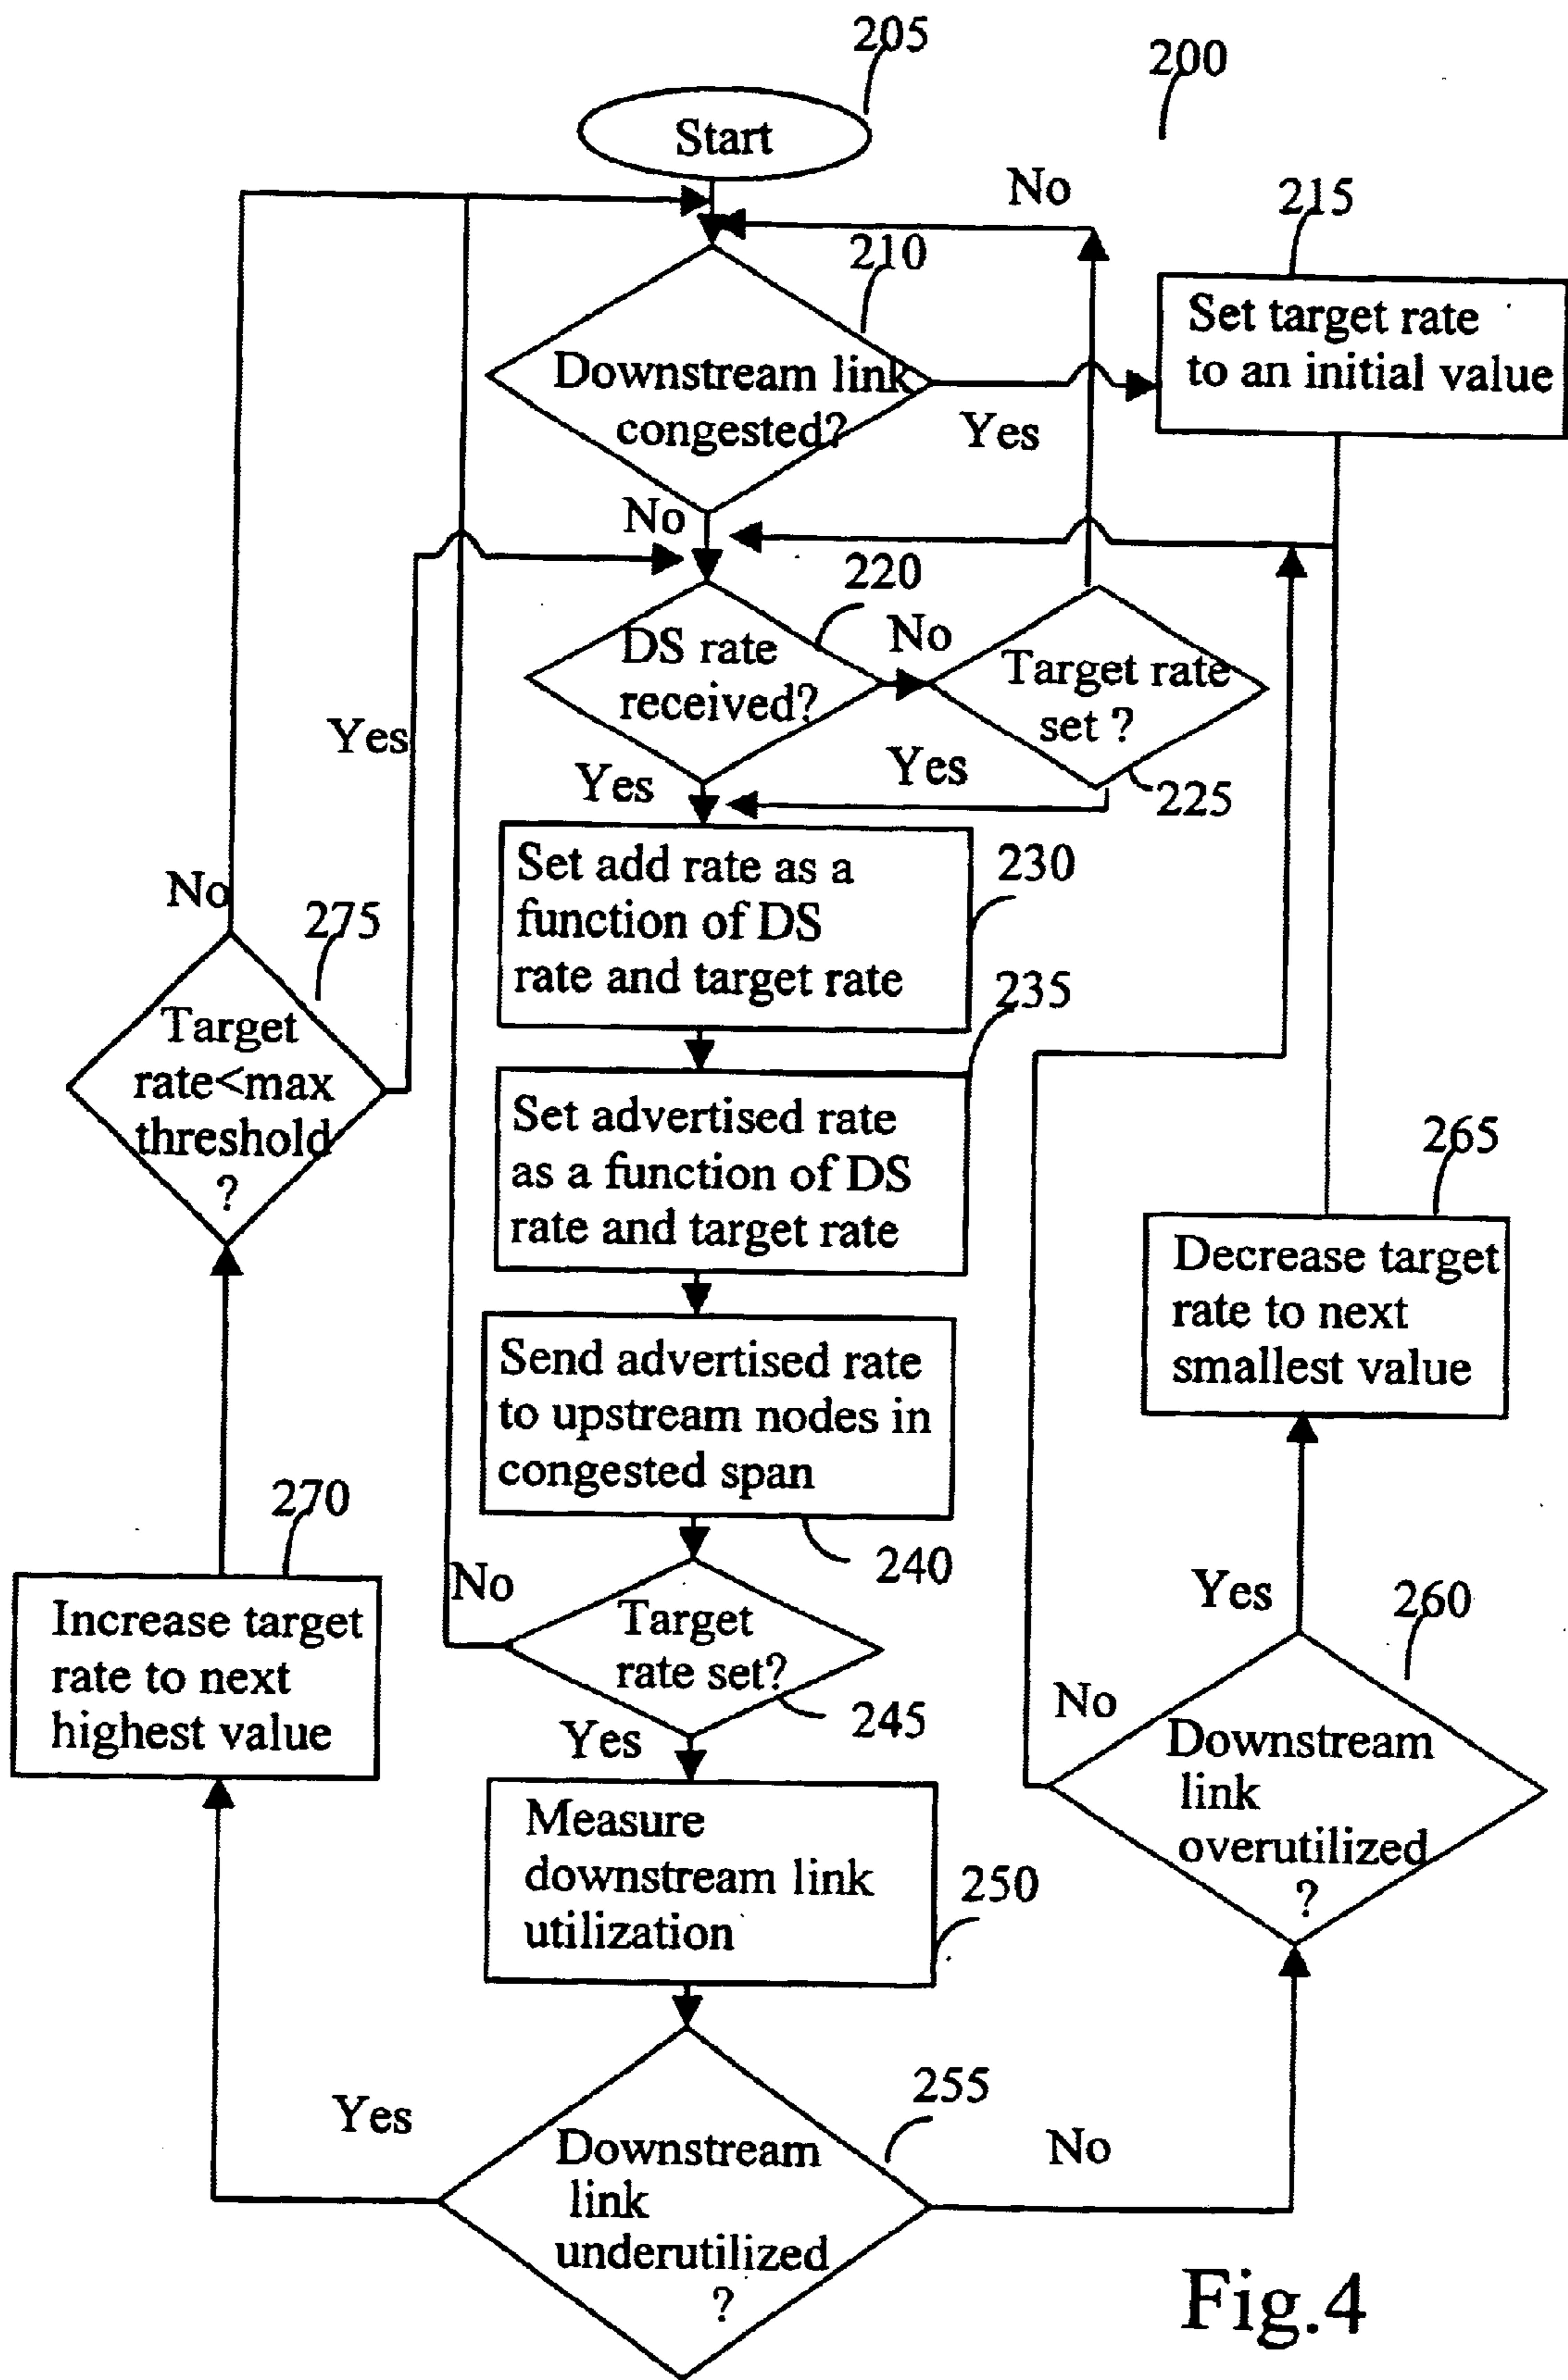 205
200
Start
No
215
210
Set target rate
to an initial value
Downstream link
congested?
Yes
No
220
DS rate
received?
No
Target rate
set ?
Yes
Yes
Yes
225
Set add rate as a
function of DS
rate and target rate
230
No
275
235
Target
rate<max
threshold
?
Set advertised rate
as a function of DS
rate and target rate
265
Decrease target
rate to next
smallest value
Send advertised rate
to upstream nodes in
congested span
270
240
No
Yes
260
Increase target
rate to next
highest value
Target
rate set?
245
Yes
No
Downstream
link
overutilized
?
Measure
downstream link
utilization
250
255
Yes
No
Downstream
link
underutilized
?
Fig.4